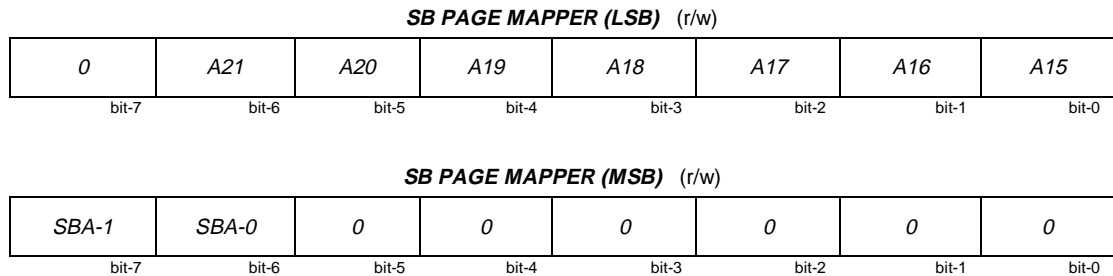 SB PAGE MAPPER (LSB) (r/w)
0 A21 A20 A19 A18 A17 A16 A15
bit-7 bit-6 bit-5 bit-4 bit-3 bit-2 bit-1 bit-0
SB PAGE MAPPER (MSB) (r/w)
SBA-1 SBA-0 0 0 0 0 0 0
bit-7 bit-6 bit-5 bit-4 bit-3 bit-2 bit-1 bit-0